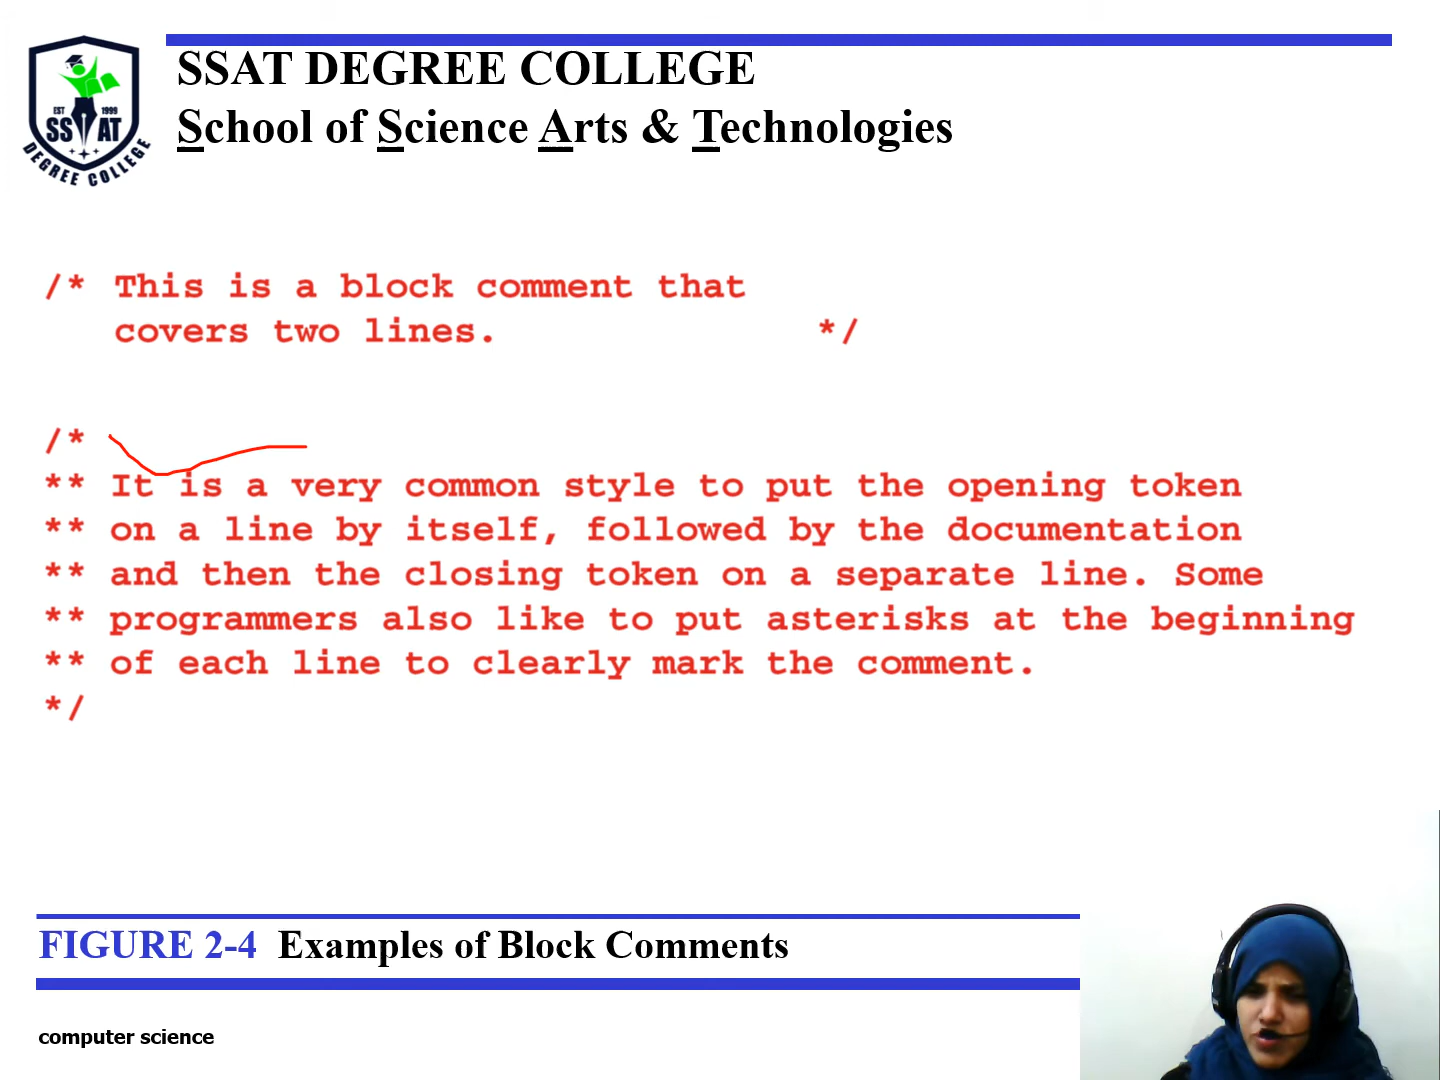 SSAT DEGREE COLLEGE
School of Science Arts & Technologies
EST 1999
SSAT
DEGREE COLLEGE
/* This is a block comment that
covers two lines. */
/*
** It is a very common style to put the opening token
** on a line by itself, followed by the documentation
** and then the closing token on a separate line. Some
** programmers also like to put asterisks at the beginning
** of each line to clearly mark the comment.
*/
FIGURE 2-4 Examples of Block Comments
computer science